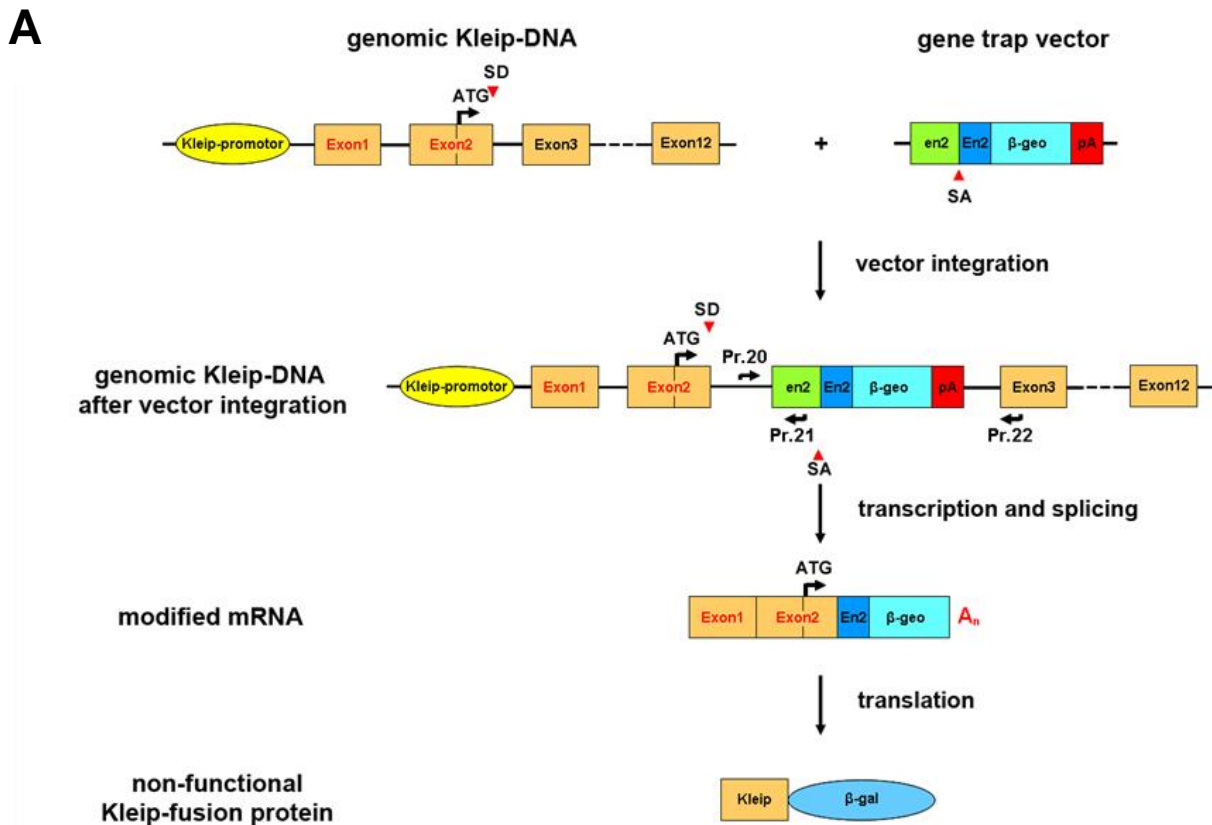 A
genomic Kleip-DNA
gene trap vector
SD
ATG
Kleip-promotor
Exon1
Exon2
Exon3
Exon12
+
en2
En2
β-geo
pA
SA
vector integration
SD
ATG
Pr.20
genomic Kleip-DNA
after vector integration
Kleip-promotor
Exon1
Exon2
en2
En2
β-geo
pA
Exon3
Exon12
Pr.21
Pr.22
SA
transcription and splicing
ATG
modified mRNA
Exon1
Exon2
En2
β-geo
An
translation
non-functional
Kleip-fusion protein
Kleip
β-gal